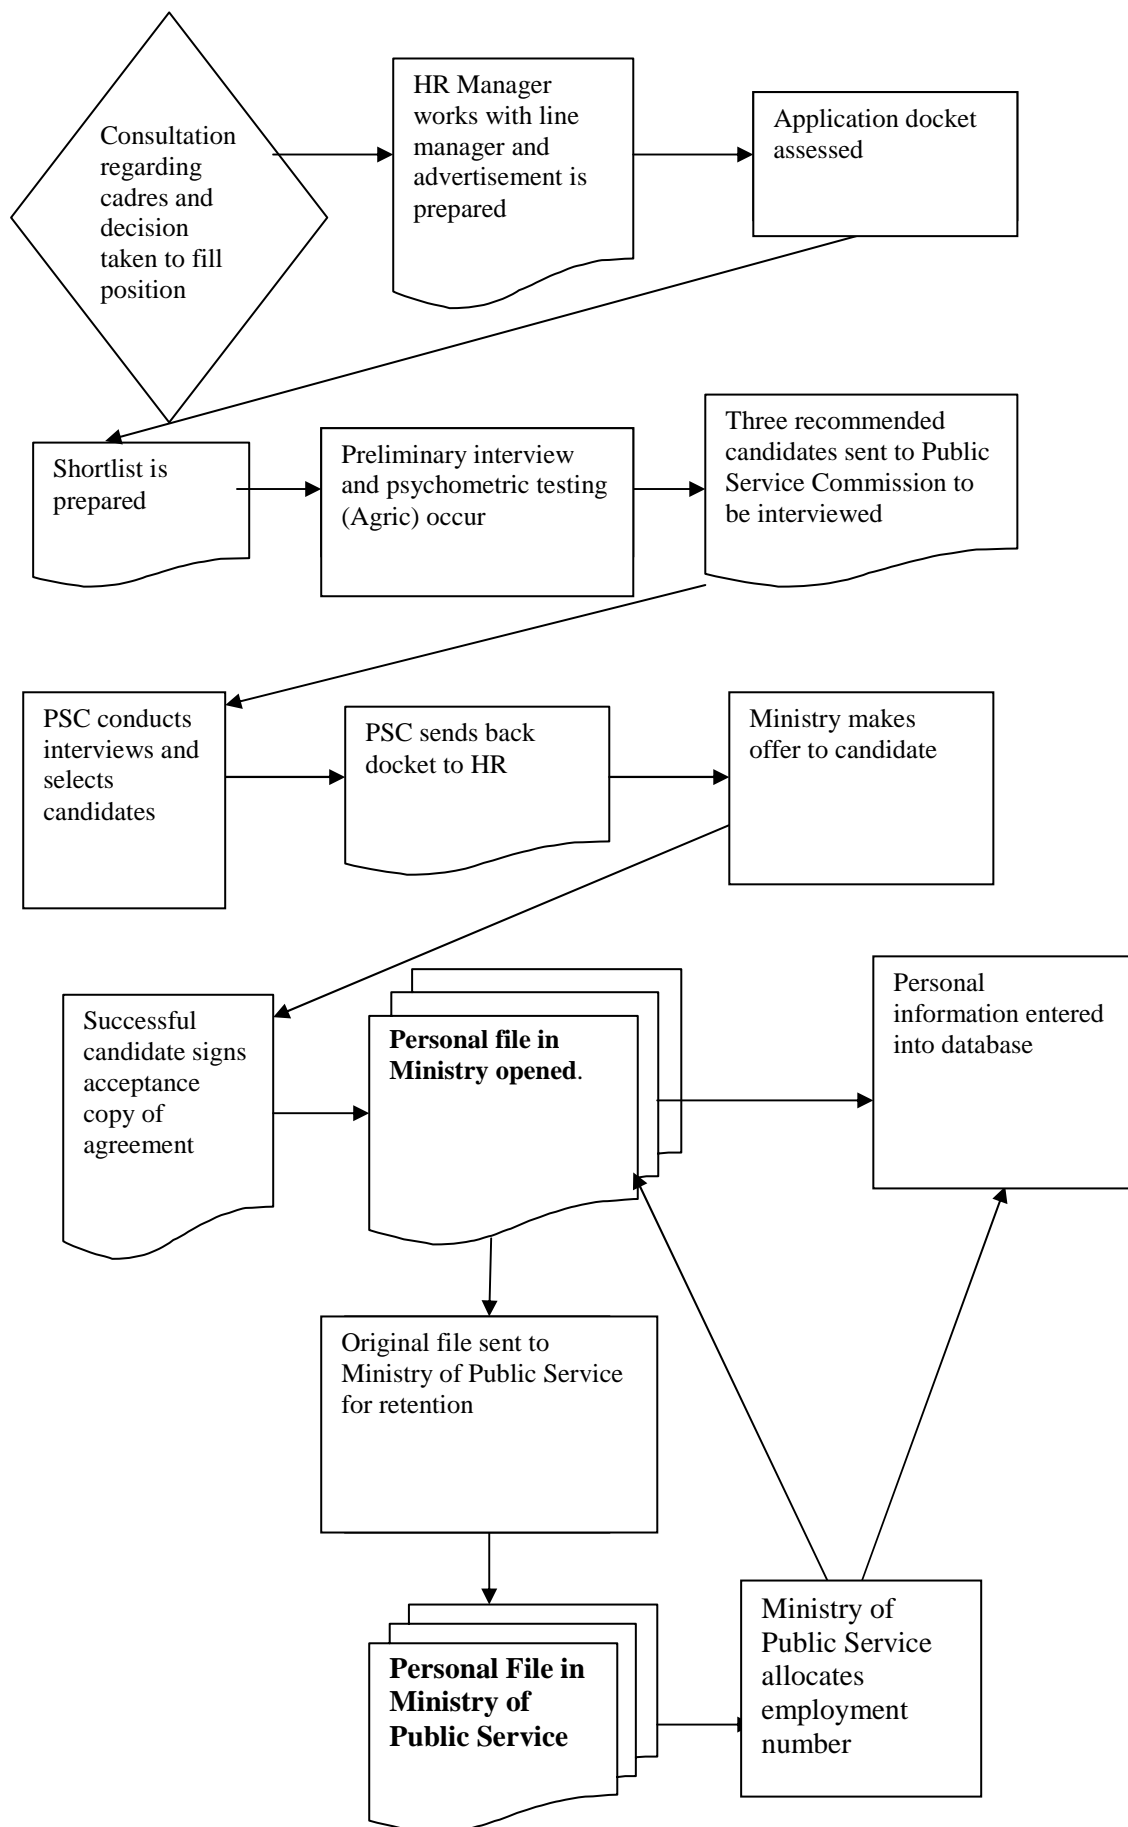 Consultation
regarding
cadres and
decision
taken to fill
position
HR Manager
works with line
manager and
advertisement is
prepared
Application docket
assessed
Shortlist is
prepared
Preliminary interview
and psychometric testing
(Agric) occur
Three recommended
candidates sent to Public
Service Commission to
be interviewed
PSC conducts
interviews and
selects
candidates
PSC sends back
docket to HR
Ministry makes
offer to candidate
Successful
candidate signs
acceptance
copy of
agreement
Personal file in
Ministry opened.
Personal
information entered
into database
Original file sent to
Ministry of Public Service
for retention
Personal File in
Ministry of
Public Service
Ministry of
Public Service
allocates
employment
number